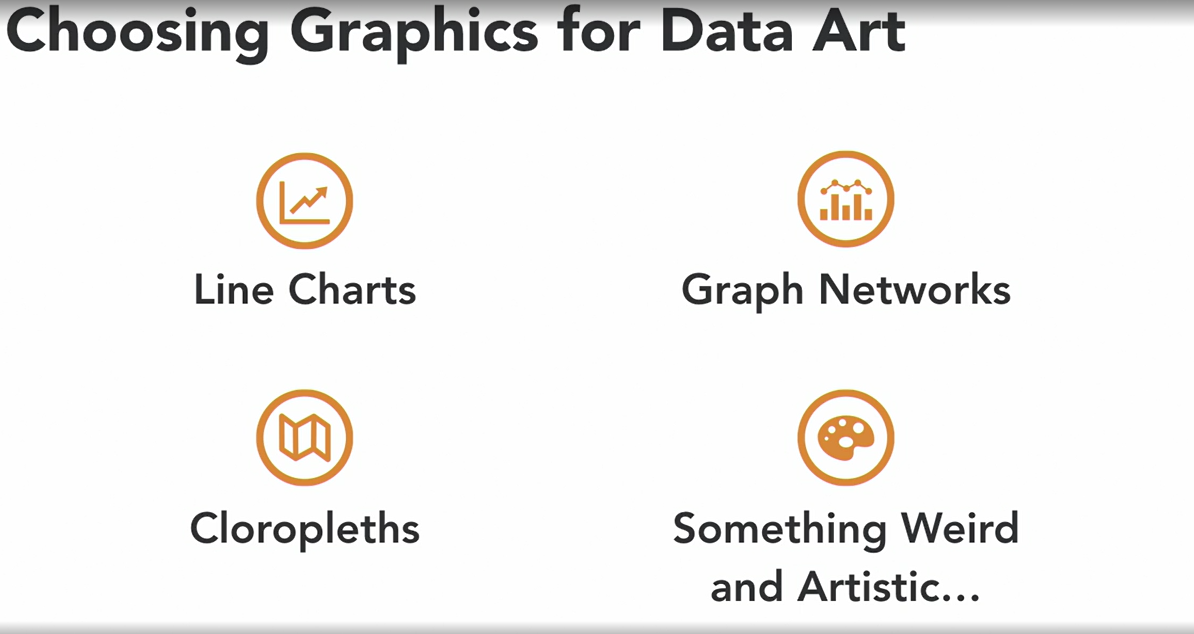 Choosing Graphics for Data Art
Line Charts
Graph Networks
Cloropleths
Something Weird
and Artistic...